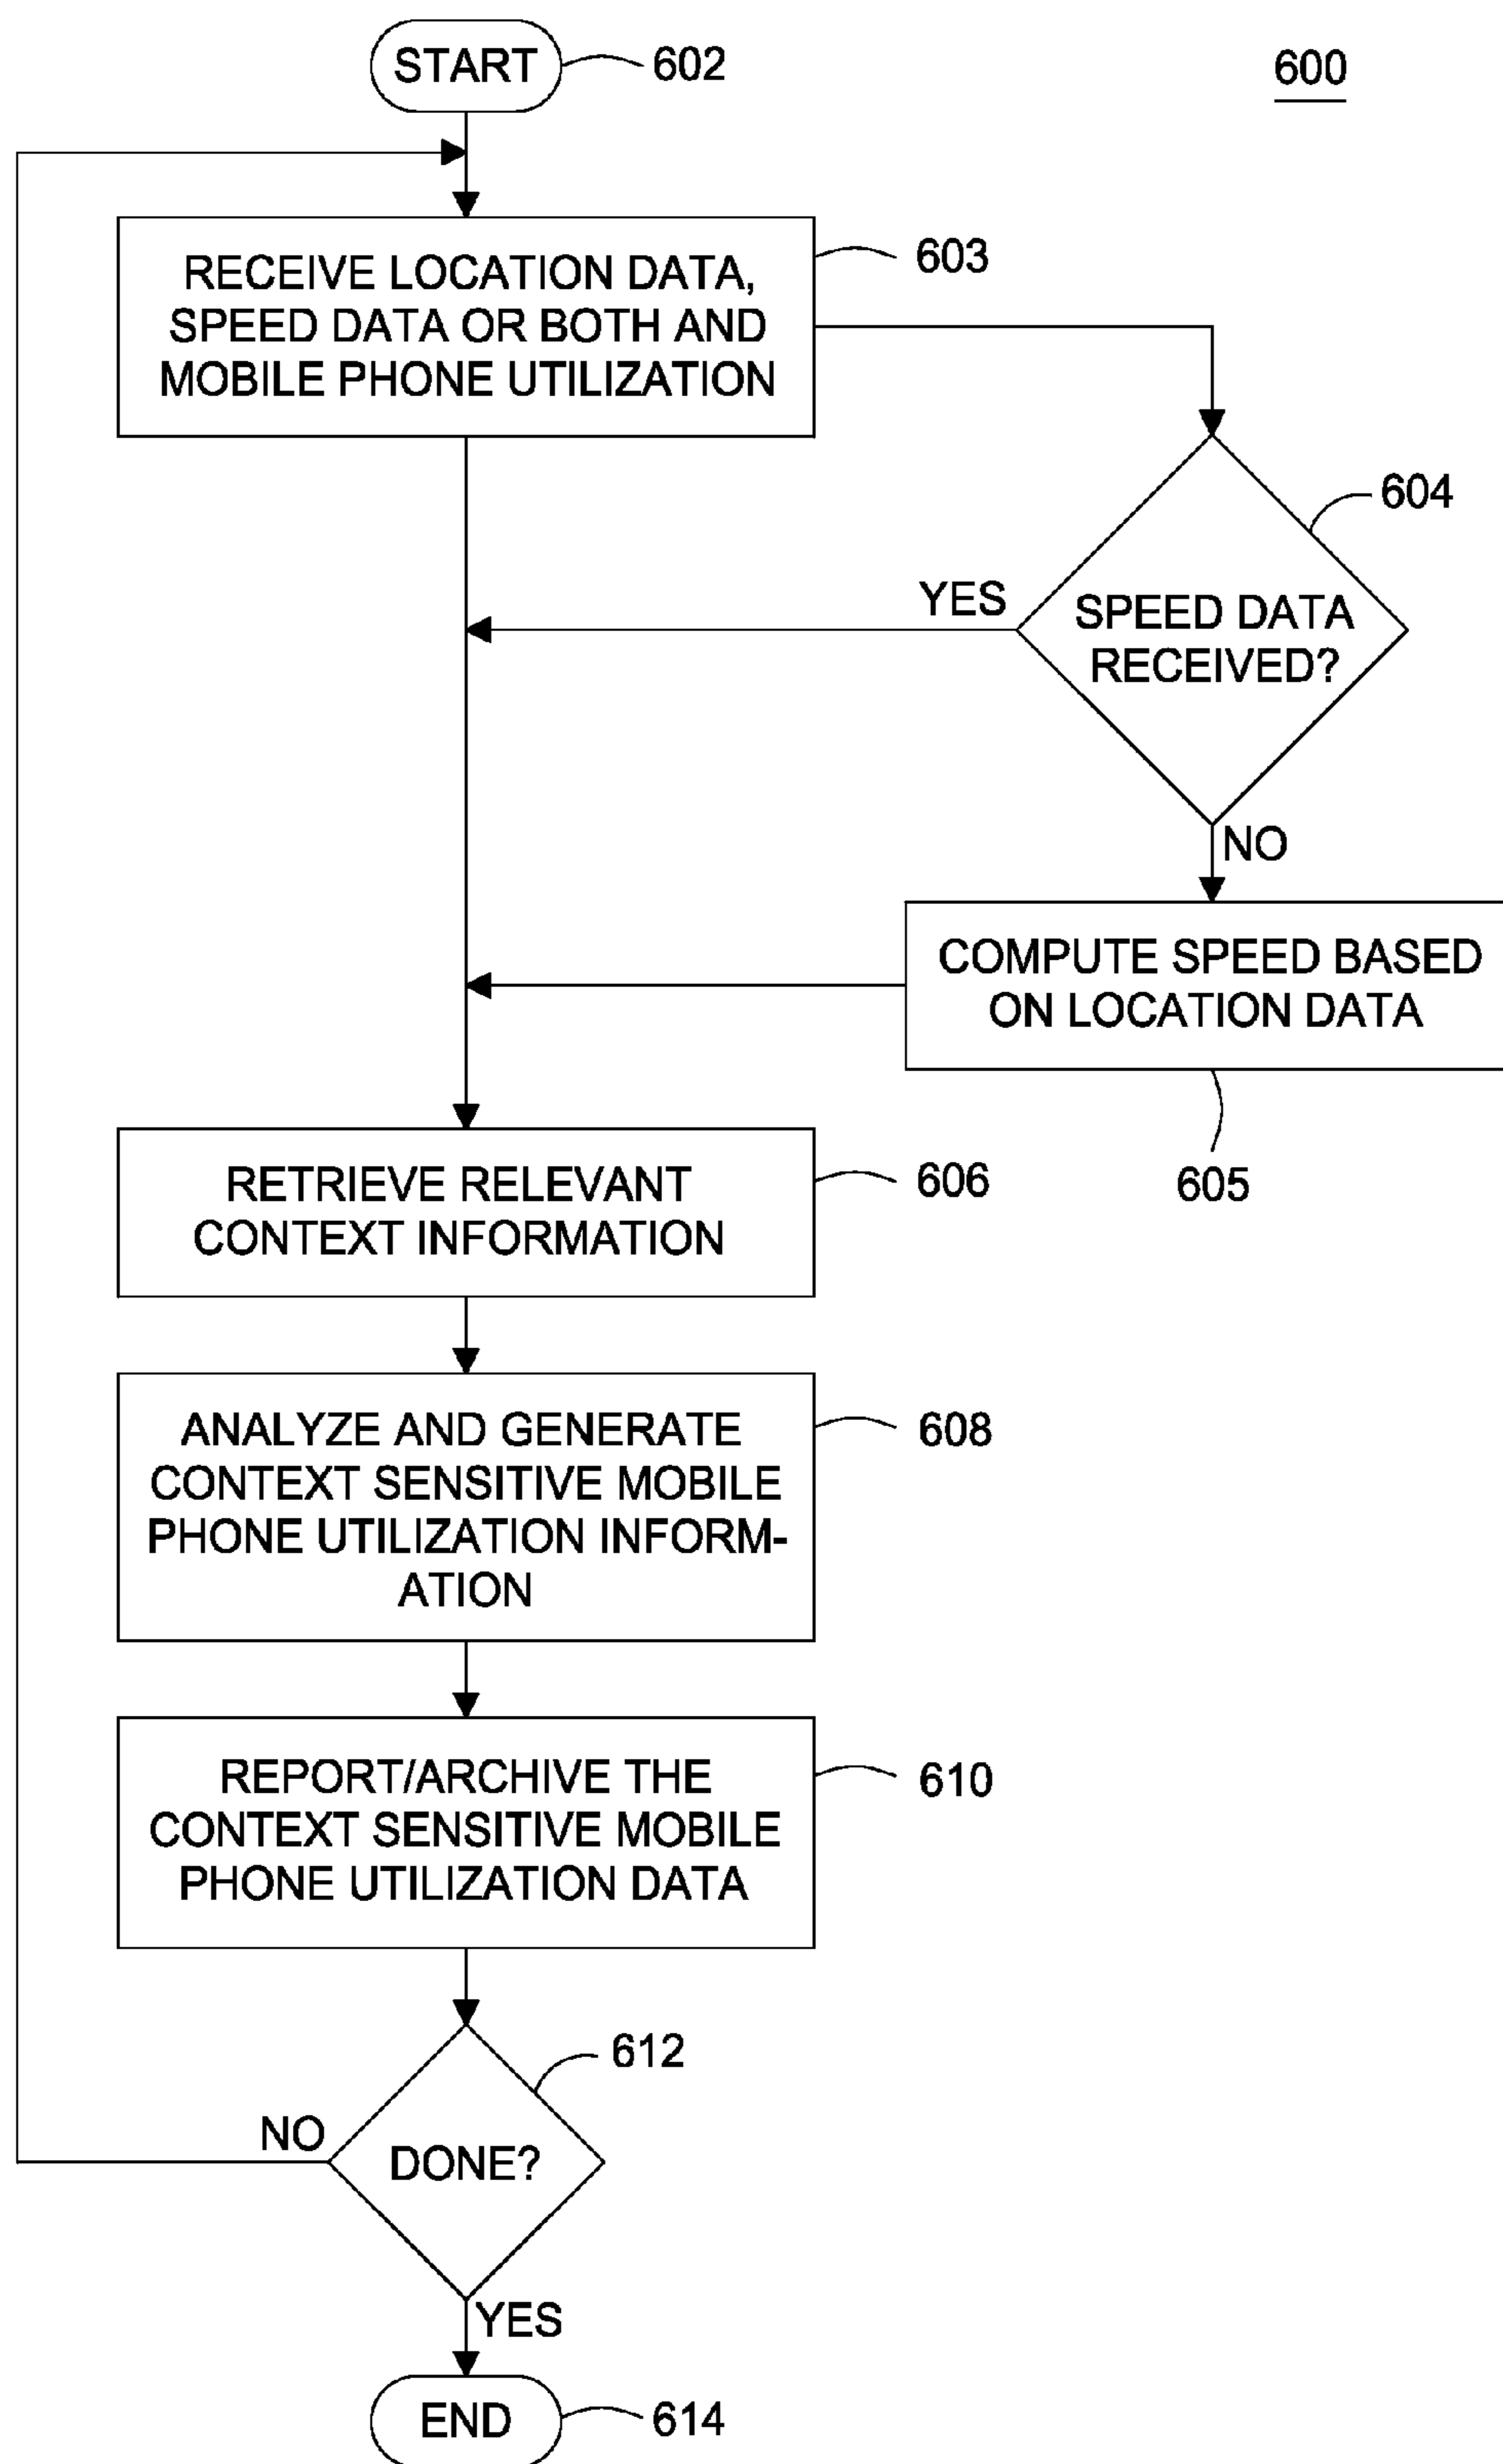 START
602
600
RECEIVE LOCATION DATA,
SPEED DATA OR BOTH AND
MOBILE PHONE UTILIZATION
603
604
SPEED DATA
RECEIVED?
YES
NO
COMPUTE SPEED BASED
ON LOCATION DATA
605
RETRIEVE RELEVANT
CONTEXT INFORMATION
606
ANALYZE AND GENERATE
CONTEXT SENSITIVE MOBILE
PHONE UTILIZATION INFORM-
ATION
608
REPORT/ARCHIVE THE
CONTEXT SENSITIVE MOBILE
PHONE UTILIZATION DATA
610
612
NO
DONE?
YES
END
614